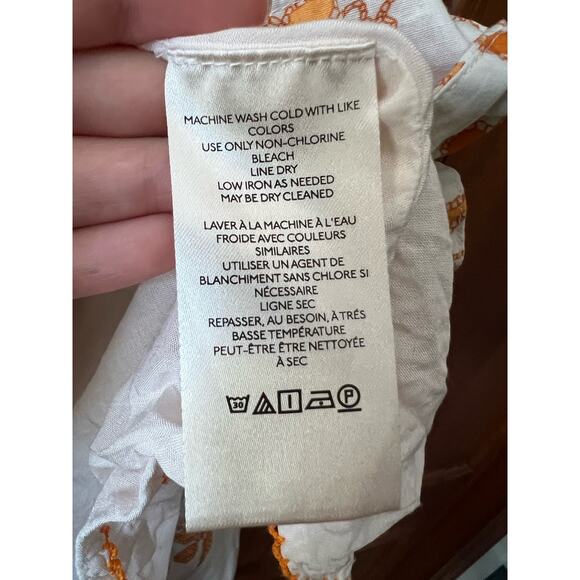 MACHINE WASH COLD WITH LIKE
COLORS
USE ONLY NON-CHLORINE
BLEACH
LINE DRY
LOW IRON AS NEEDED
MAY BE DRY CLEANED
LAVER À LA MACHINE À L'EAU
FROIDE AVEC COULEURS
SIMILAIRES
UTILISER UN AGENT DE
BLANCHIMENT SANS CHLORE SI
NÉCESSAIRE
LIGNE SEC
REPASSER, AU BESOIN, À TRÉS
BASSE TEMPÉRATURE
PEUT-ÊTRE ÊTRE NETTOYÉE
À SEC
30 P